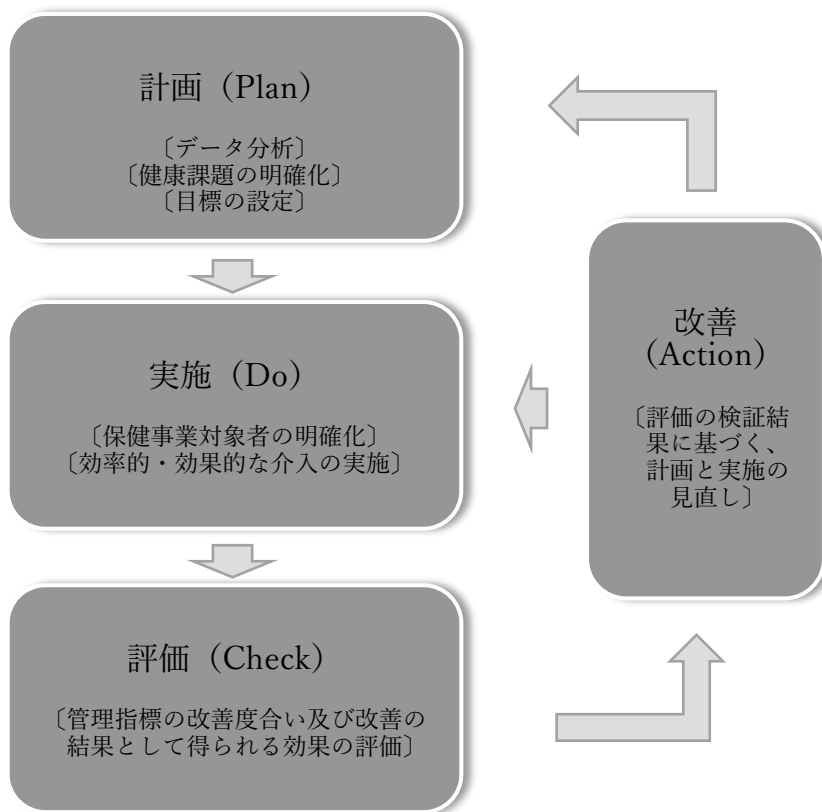 計画（Plan）
〔データ分析〕
〔健康課題の明確化〕
〔目標の設定〕
実施（Do）
〔保健事業対象者の明確化〕
〔効率的・効果的な介入の実施〕
評価（Check）
〔管理指標の改善度合い及び改善の
結果として得られる効果の評価〕
改善
（Action）
〔評価の検証結
果に基づく、
計画と実施の
見直し〕